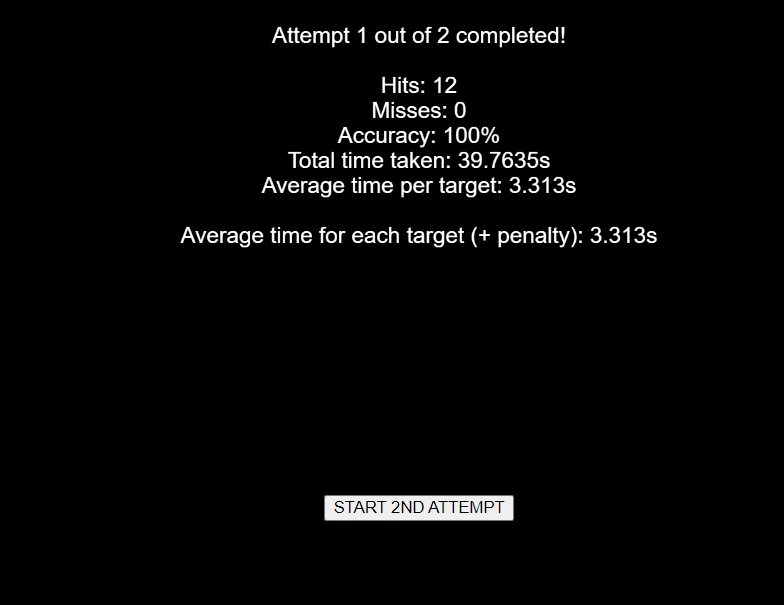 Attempt 1 out of 2 completed!
Hits: 12
Misses: 0
Accuracy: 100%
Total time taken: 39.7635s
Average time per target: 3.313s
Average time for each target (+ penalty): 3.313s
START 2ND ATTEMPT